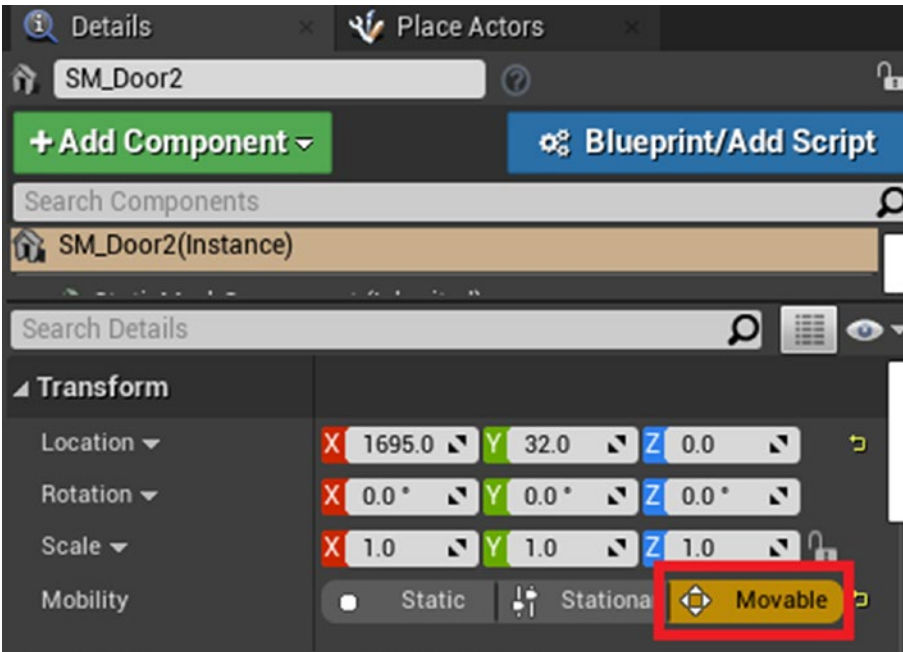 Details Place Actors
SM_Door2
+ Add Component Blueprint/Add Script
Search Components
SM_Door2(Instance)
Search Details
Transform
Location X 1695.0 Y 32.0 Z 0.0
Rotation X 0.0 ° Y 0.0 ° Z 0.0 °
Scale X 1.0 Y 1.0 Z 1.0
Mobility Static Stationa Movable